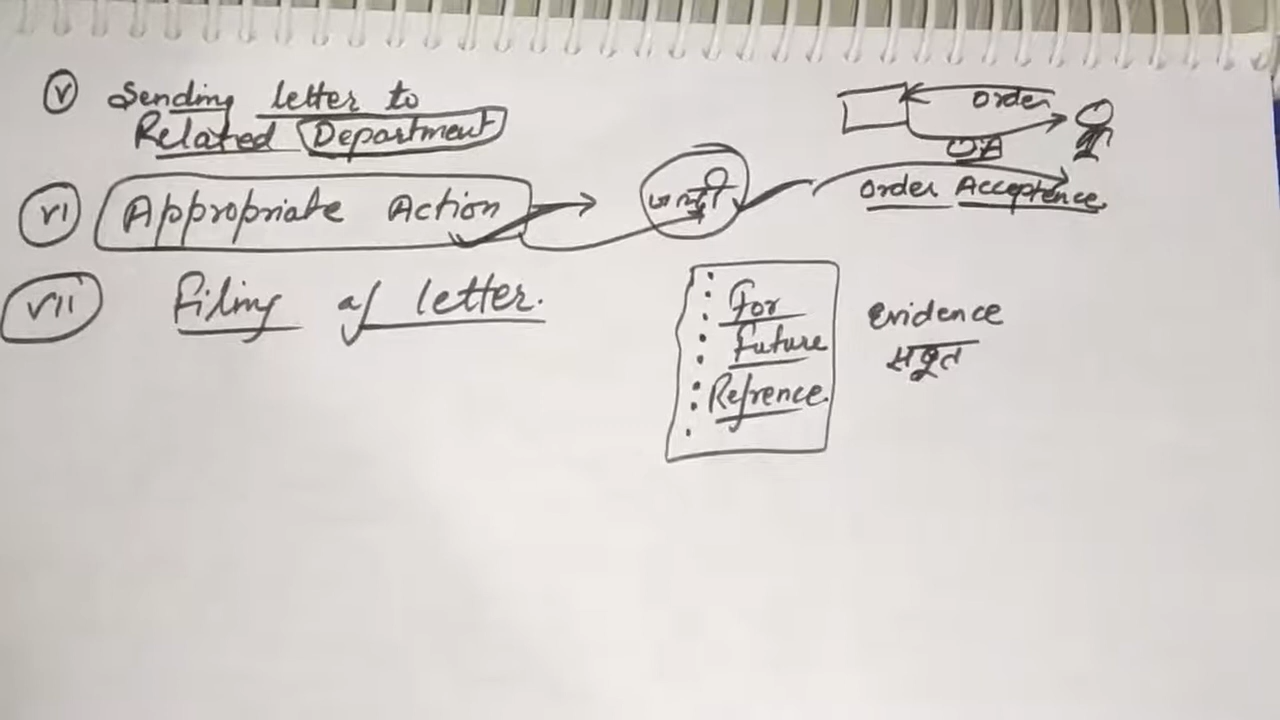 v Sending letter to
Related Department
Order
OA
Order Acceptence
vi Appropriate Action
vii Filing of letter.
For
Future
Refrence.
Evidence
सबूत